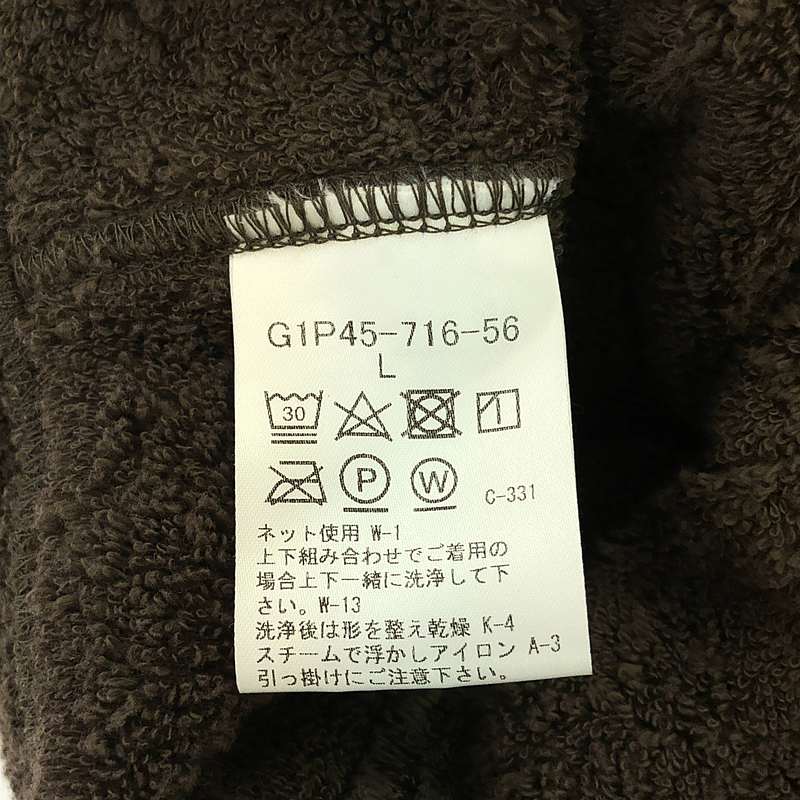 G1P45-716-56
L
30
P W C-331
ネット使用 W-1
上下組み合わせでご着用の
場合上下一緒に洗浄して下
さい。W-13
洗浄後は形を整え乾燥 K-4
スチームで浮かしアイロン A-3
引っ掛けにご注意下さい。